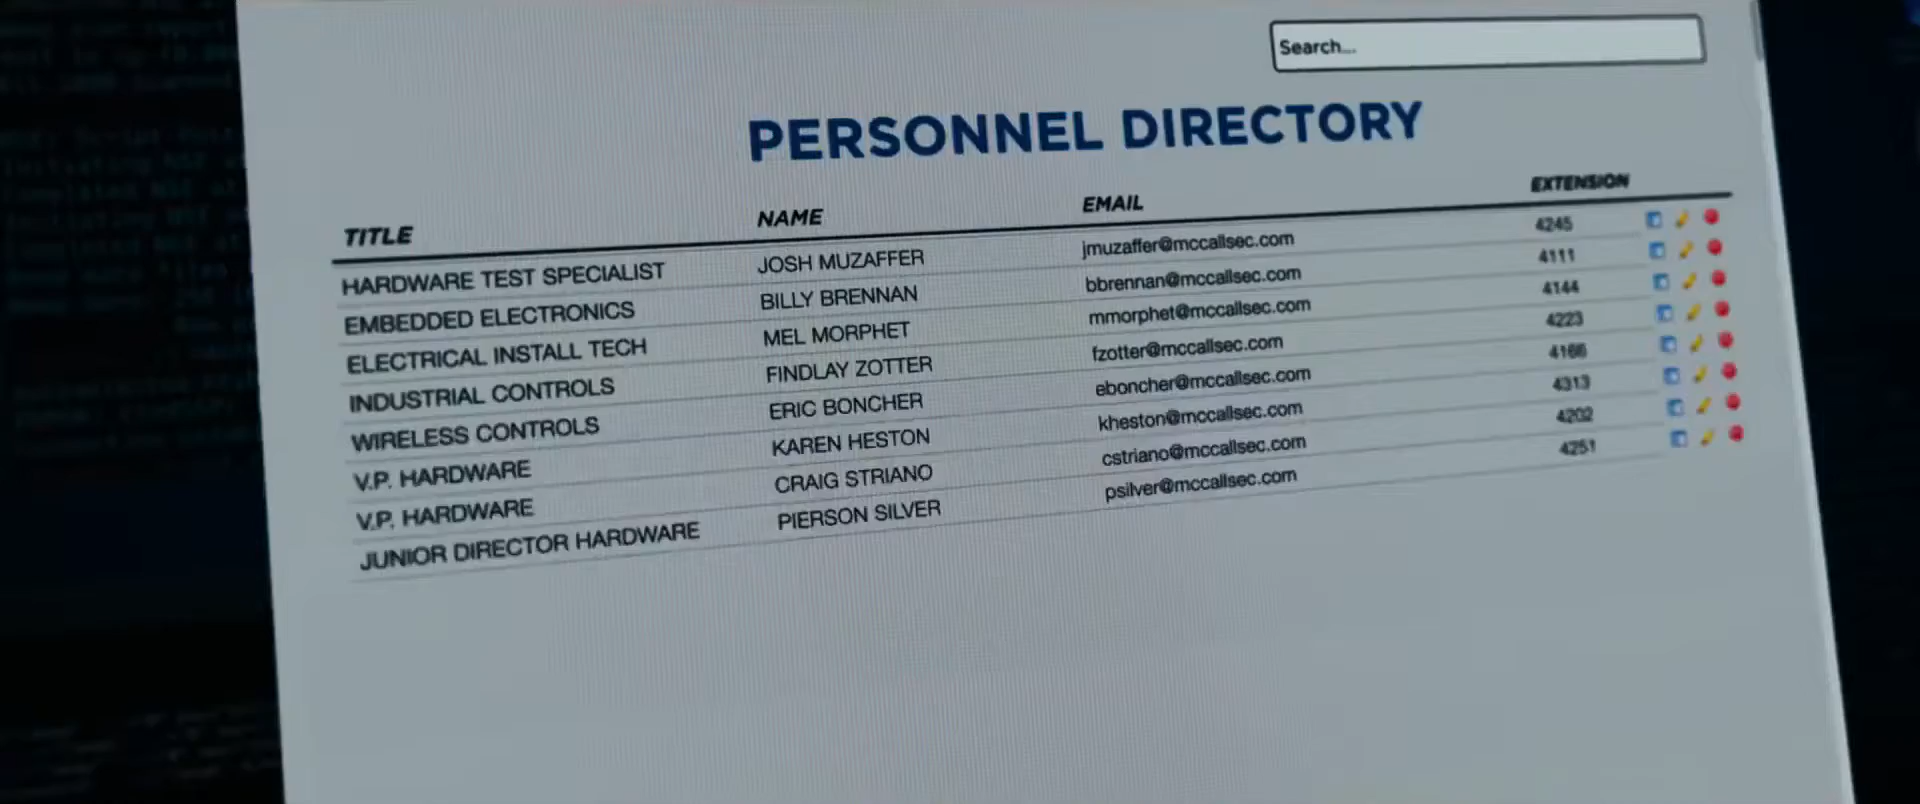 Search...
PERSONNEL DIRECTORY
TITLE NAME EMAIL EXTENSION
HARDWARE TEST SPECIALIST JOSH MUZAFFER jmuzaffer@mccallsec.com 4245
EMBEDDED ELECTRONICS BILLY BRENNAN bbrennan@mccallsec.com 4111
ELECTRICAL INSTALL TECH MEL MORPHET mmorphet@mccallsec.com 4144
INDUSTRIAL CONTROLS FINDLAY ZOTTER fzotter@mccallsec.com 4223
WIRELESS CONTROLS ERIC BONCHER eboncher@mccallsec.com 4166
V.P. HARDWARE KAREN HESTON kheston@mccallsec.com 4313
V.P. HARDWARE CRAIG STRIANO cstriano@mccallsec.com 4202
JUNIOR DIRECTOR HARDWARE PIERSON SILVER psilver@mccallsec.com 4251